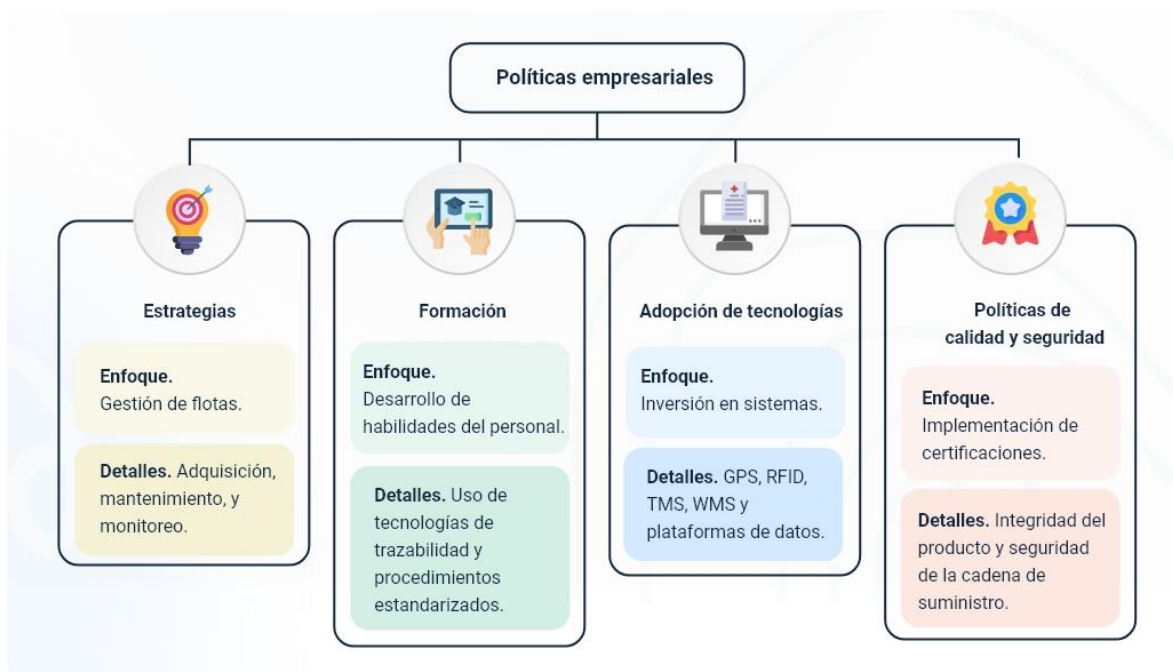 Políticas empresariales
Estrategias
Enfoque.
Gestión de flotas.
Detalles. Adquisición,
mantenimiento, y
monitoreo.
Formación
Enfoque.
Desarrollo de
habilidades del personal.
Detalles. Uso de
tecnologías de
trazabilidad y
procedimientos
estandarizados.
Adopción de tecnologías
Enfoque.
Inversión en sistemas.
Detalles. GPS, RFID,
TMS, WMS y
plataformas de datos.
Políticas de
calidad y seguridad
Enfoque.
Implementación de
certificaciones.
Detalles. Integridad del
producto y seguridad
de la cadena de
suministro.